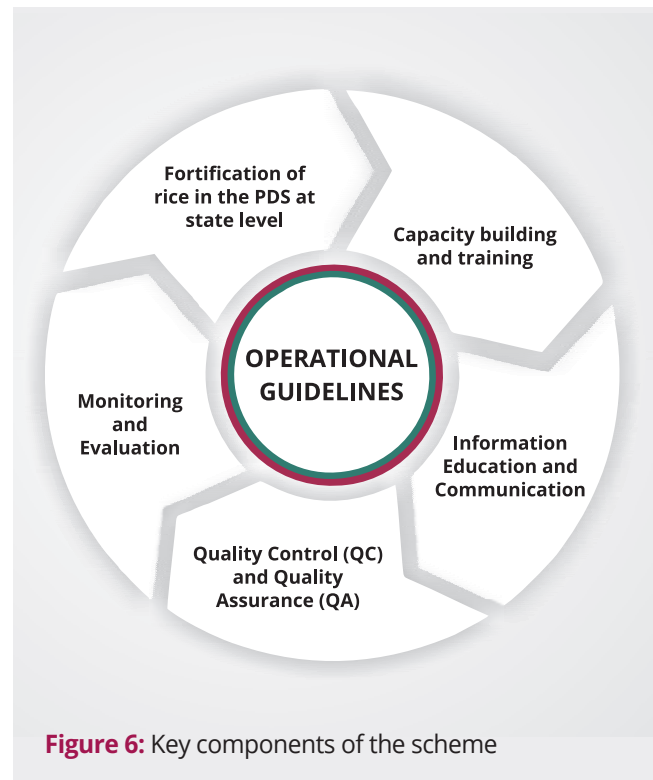 Fortification of
rice in the PDS at
state level
Capacity building
and training
OPERATIONAL
GUIDELINES
Monitoring
and
Evaluation
Information
Education and
Communication
Quality Control (QC)
and Quality
Assurance (QA)
Figure 6: Key components of the scheme